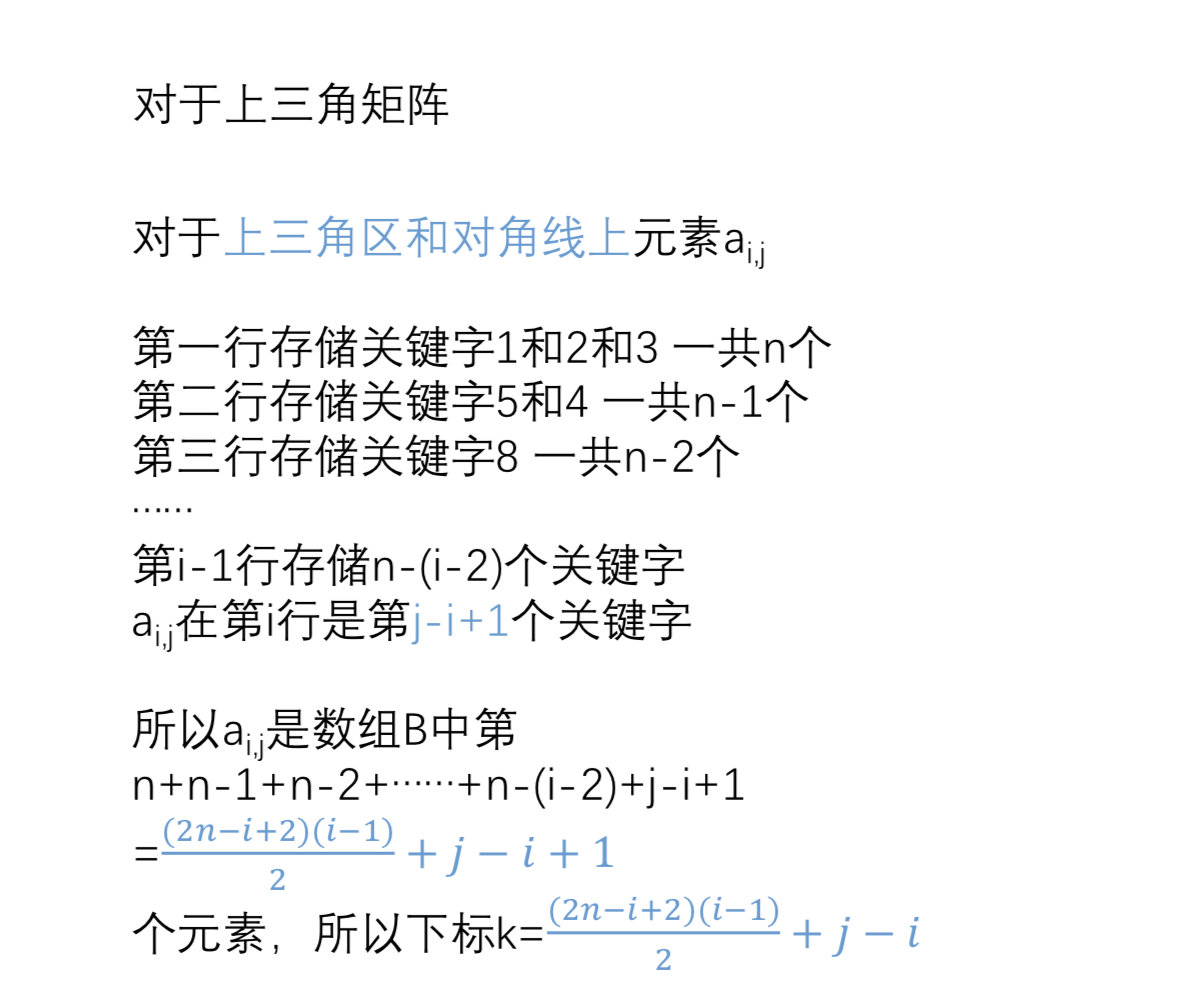 对于上三角矩阵
对于上三角区和对角线上元素a_{i,j}
第一行存储关键字1和2和3 一共n个
第二行存储关键字5和4 一共n-1个
第三行存储关键字8 一共n-2个
……
第i-1行存储n-(i-2)个关键字
a_{i,j}在第i行是第j-i+1个关键字
所以a_{i,j}是数组B中第
n+n-1+n-2+……+n-(i-2)+j-i+1
=\frac{(2n-i+2)(i-1)}{2}+j-i+1
个元素，所以下标k=\frac{(2n-i+2)(i-1)}{2}+j-i